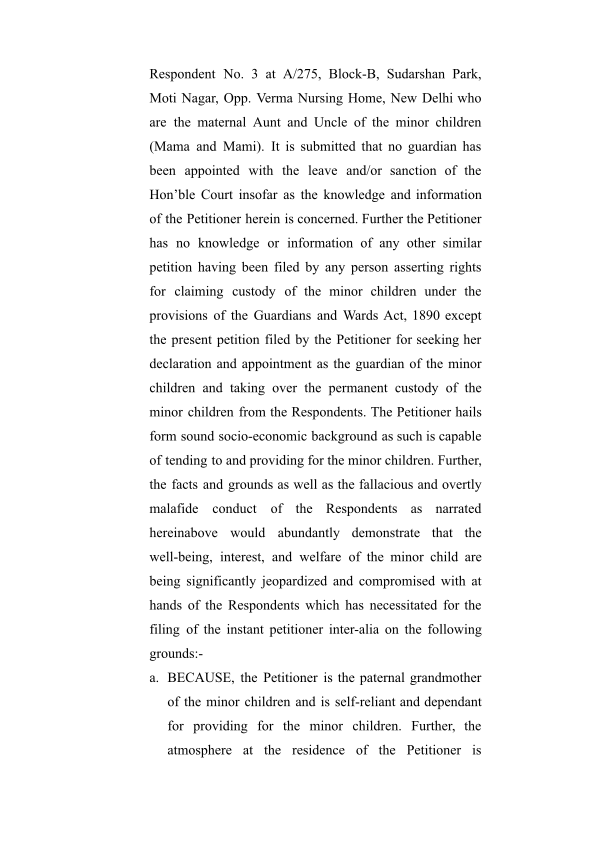 Respondent No. 3 at A/275, Block-B, Sudarshan Park,
Moti Nagar, Opp. Verma Nursing Home, New Delhi who
are the maternal Aunt and Uncle of the minor children
(Mama and Mami). It is submitted that no guardian has
been appointed with the leave and/or sanction of the
Hon’ble Court insofar as the knowledge and information
of the Petitioner herein is concerned. Further the Petitioner
has no knowledge or information of any other similar
petition having been filed by any person asserting rights
for claiming custody of the minor children under the
provisions of the Guardians and Wards Act, 1890 except
the present petition filed by the Petitioner for seeking her
declaration and appointment as the guardian of the minor
children and taking over the permanent custody of the
minor children from the Respondents. The Petitioner hails
form sound socio-economic background as such is capable
of tending to and providing for the minor children. Further,
the facts and grounds as well as the fallacious and overtly
malafide conduct of the Respondents as narrated
hereinabove would abundantly demonstrate that the
well-being, interest, and welfare of the minor child are
being significantly jeopardized and compromised with at
hands of the Respondents which has necessitated for the
filing of the instant petitioner inter-alia on the following
grounds:-
a. BECAUSE, the Petitioner is the paternal grandmother
of the minor children and is self-reliant and dependant
for providing for the minor children. Further, the
atmosphere at the residence of the Petitioner is